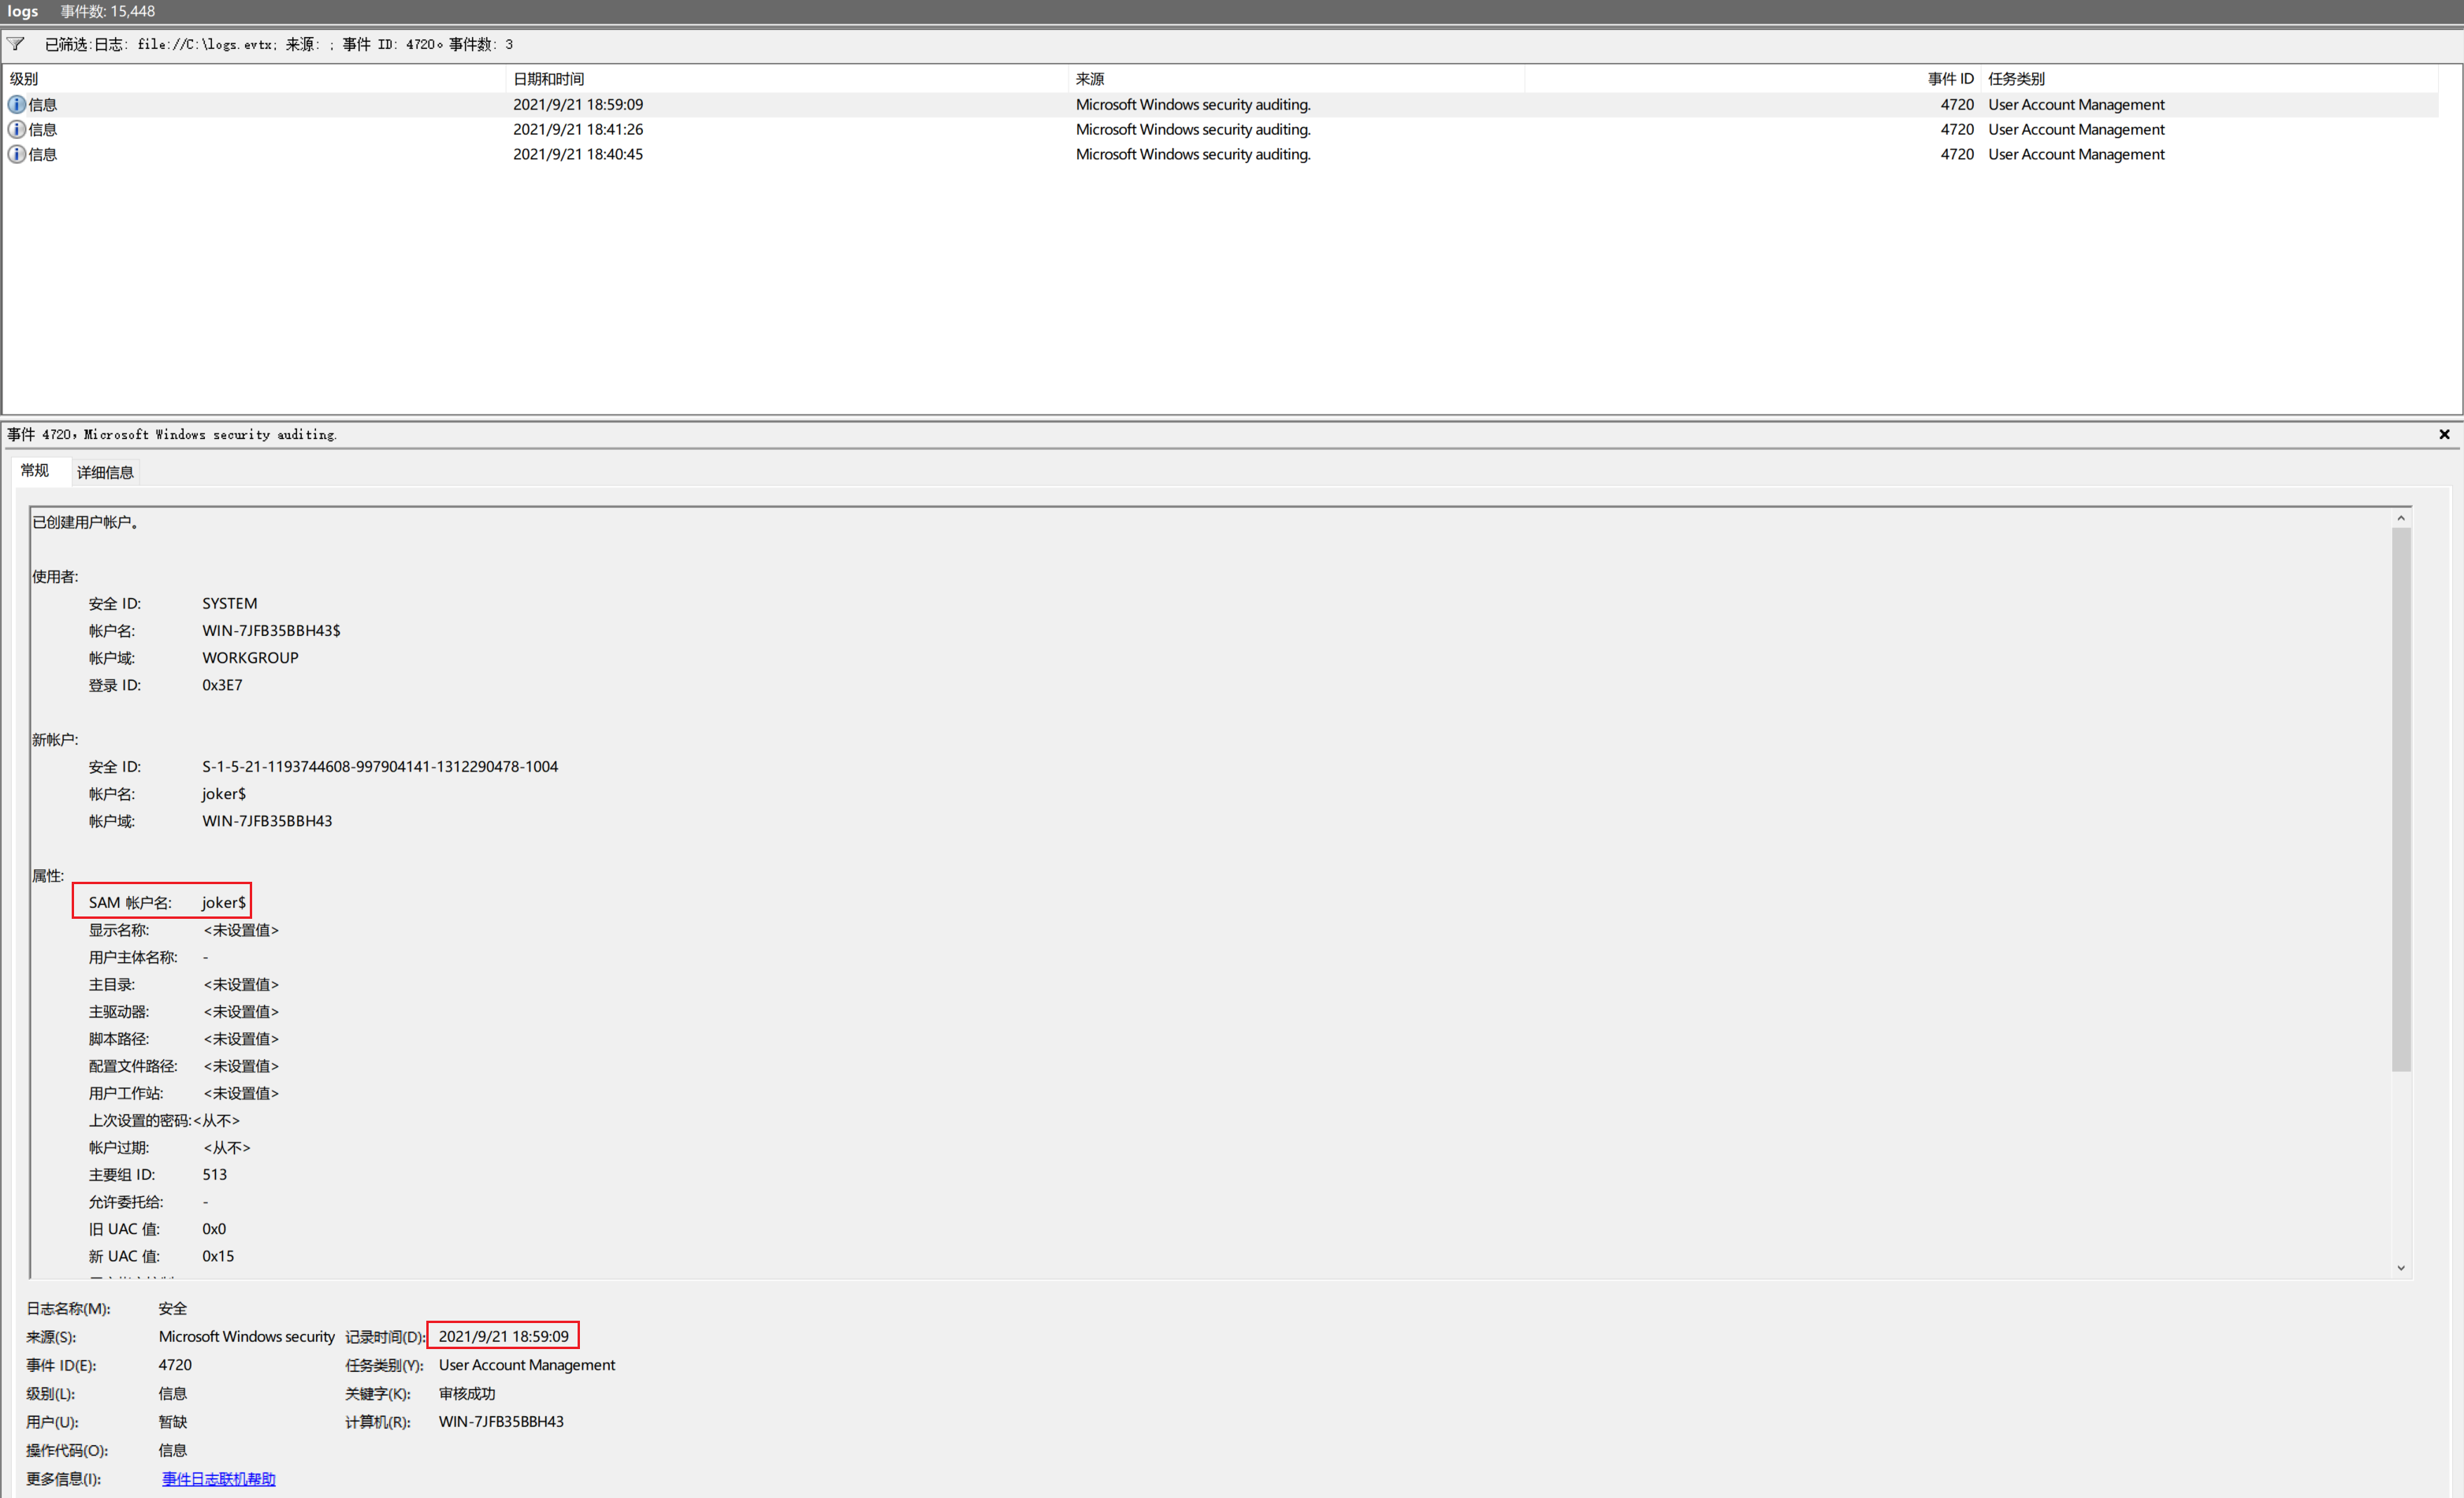 logs 事件数: 15,448
已筛选:日志: file://C:\logs.evtx; 来源: ; 事件 ID: 4720。事件数: 3
级别 日期和时间 来源 事件 ID 任务类别
信息 2021/9/21 18:59:09 Microsoft Windows security auditing. 4720 User Account Management
信息 2021/9/21 18:41:26 Microsoft Windows security auditing. 4720 User Account Management
信息 2021/9/21 18:40:45 Microsoft Windows security auditing. 4720 User Account Management
事件 4720，Microsoft Windows security auditing.
常规 详细信息
已创建用户帐户。
使用者:
安全 ID: SYSTEM
帐户名: WIN-7JFB35BBH43$
帐户域: WORKGROUP
登录 ID: 0x3E7
新帐户:
安全 ID: S-1-5-21-1193744608-997904141-1312290478-1004
帐户名: joker$
帐户域: WIN-7JFB35BBH43
属性:
SAM 帐户名: joker$
显示名称: <未设置值>
用户主体名称: -
主目录: <未设置值>
主驱动器: <未设置值>
脚本路径: <未设置值>
配置文件路径: <未设置值>
用户工作站: <未设置值>
上次设置的密码:<从不>
帐户过期: <从不>
主要组 ID: 513
允许委托给: -
旧 UAC 值: 0x0
新 UAC 值: 0x15
日志名称(M): 安全
来源(S): Microsoft Windows security 记录时间(D): 2021/9/21 18:59:09
事件 ID(E): 4720 任务类别(Y): User Account Management
级别(L): 信息 关键字(K): 审核成功
用户(U): 暂缺 计算机(R): WIN-7JFB35BBH43
操作代码(O): 信息
更多信息(I): 事件日志联机帮助